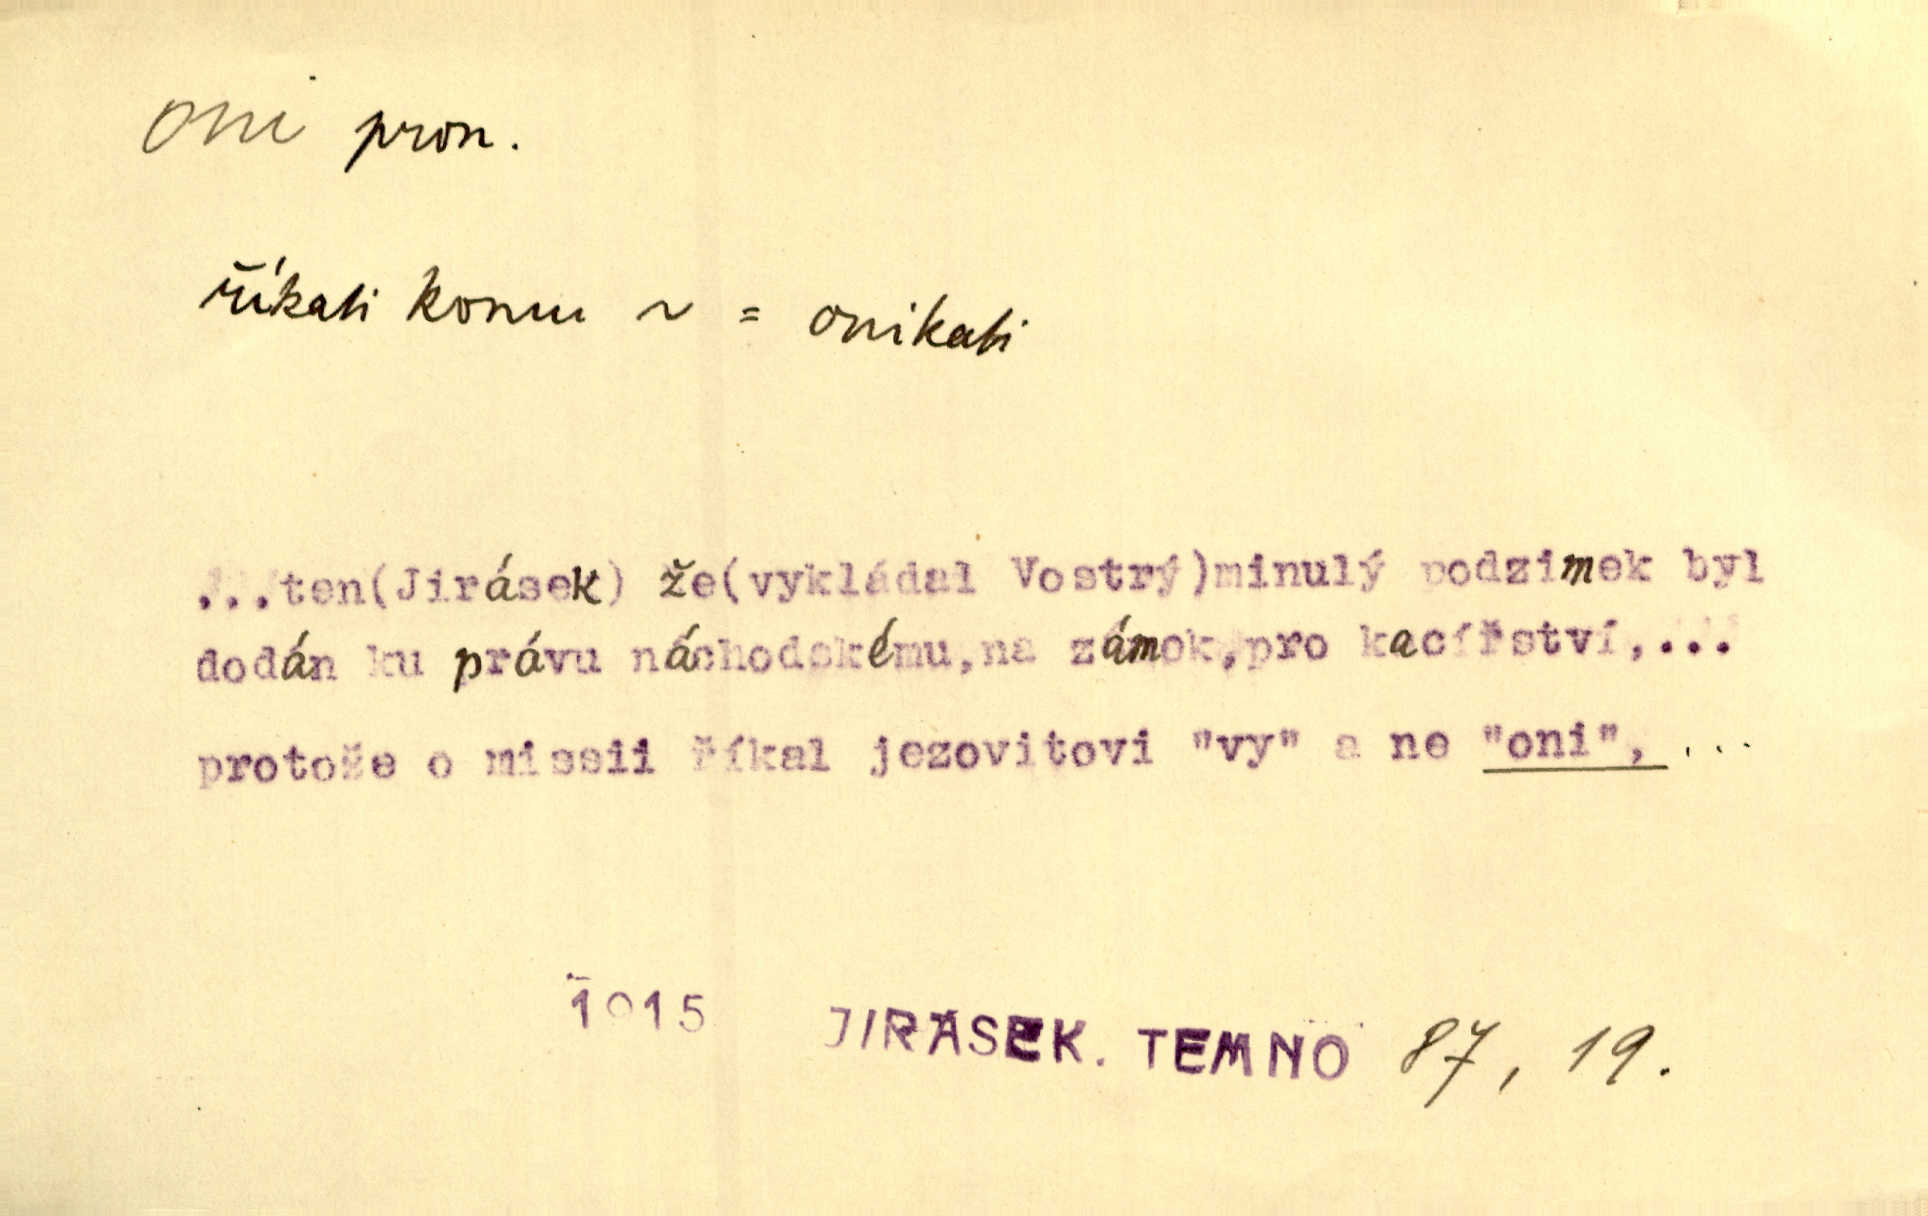 oni pron.
říkati komu ~ = onikati
...ten(Jirásek) že(vykládal Vostrý)minulý podzimek byl
dodán ku právu náchodskému,na zámok,pro kacířství,...
protože o missii říkal jezovitovi "vy" a ne "oni", ...
1915 JIRÁSEK. TEMNO 87, 19.